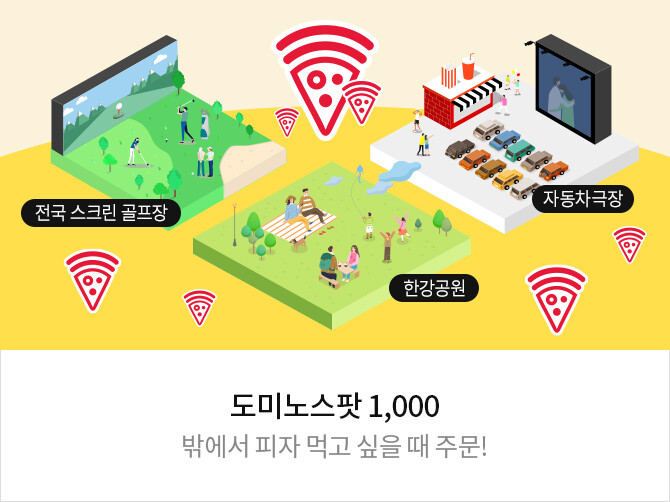 전국 스크린 골프장
자동차극장
한강공원
도미노스팟 1,000
밖에서 피자 먹고 싶을 때 주문!